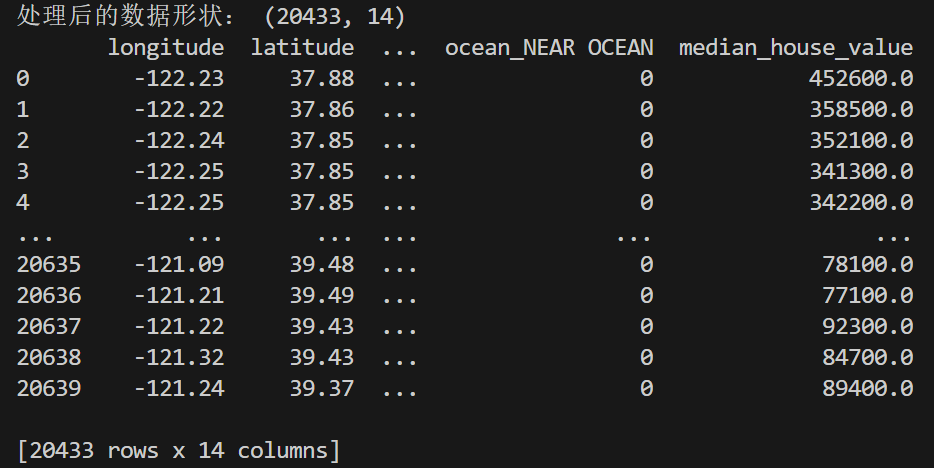 处理后的数据形状： (20433, 14)
longitude latitude ... ocean_NEAR OCEAN median_house_value
0 -122.23 37.88 ... 0 452600.0
1 -122.22 37.86 ... 0 358500.0
2 -122.24 37.85 ... 0 352100.0
3 -122.25 37.85 ... 0 341300.0
4 -122.25 37.85 ... 0 342200.0
... ... ... ... ... ...
20635 -121.09 39.48 ... 0 78100.0
20636 -121.21 39.49 ... 0 77100.0
20637 -121.22 39.43 ... 0 92300.0
20638 -121.32 39.43 ... 0 84700.0
20639 -121.24 39.37 ... 0 89400.0
[20433 rows x 14 columns]